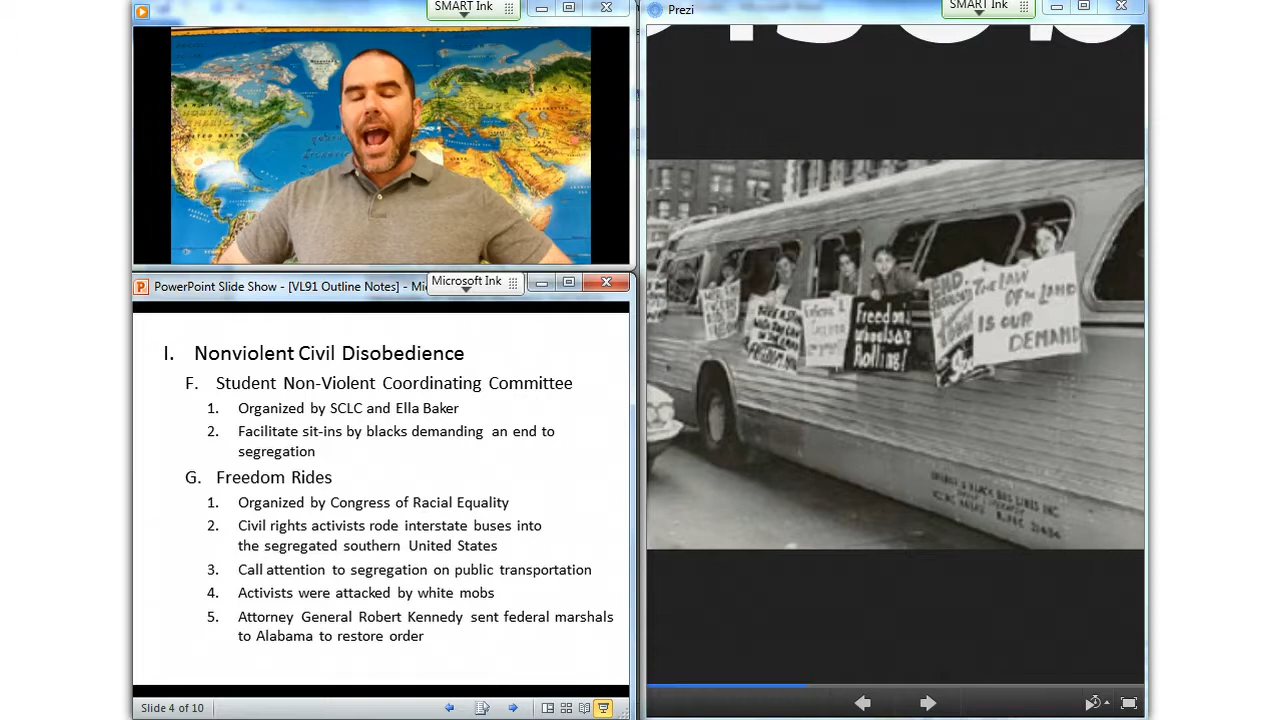 SMART Ink
SMART Ink
Prezi
Microsoft Ink
PowerPoint Slide Show - [VL91 Outline Notes] - Mi
I. Nonviolent Civil Disobedience
F. Student Non-Violent Coordinating Committee
1. Organized by SCLC and Ella Baker
2. Facilitate sit-ins by blacks demanding an end to
segregation
G. Freedom Rides
1. Organized by Congress of Racial Equality
2. Civil rights activists rode interstate buses into
the segregated southern United States
3. Call attention to segregation on public transportation
4. Activists were attacked by white mobs
5. Attorney General Robert Kennedy sent federal marshals
to Alabama to restore order
Slide 4 of 10
Freedom's
wheels are
Rolling!
THE LAW
OF THE LAND
IS OUR
DEMAND